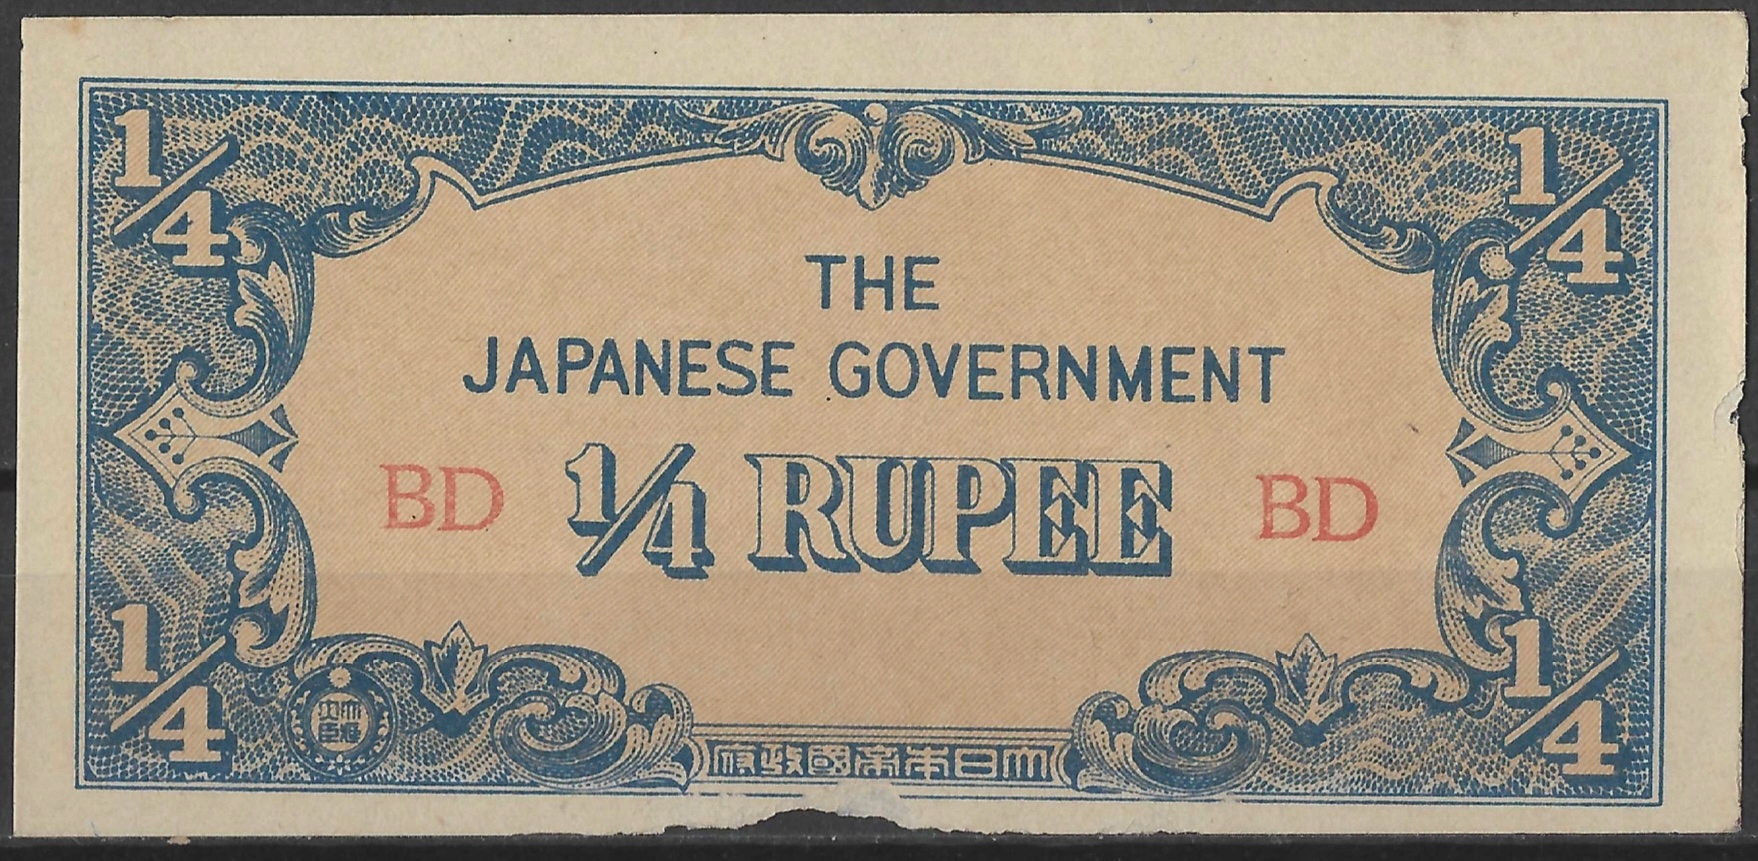 1/4 1/4
THE
JAPANESE GOVERNMENT
BD 1/4 RUPEE BD
1/4 1/4
府政國帝本日大